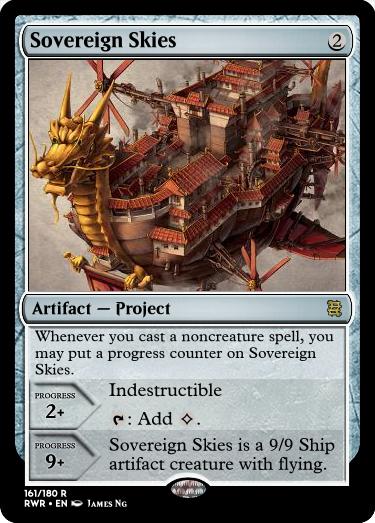 Sovereign Skies 2
Artifact — Project
Whenever you cast a noncreature spell, you
may put a progress counter on Sovereign
Skies.
PROGRESS
2+
Indestructible
: Add .
PROGRESS
9+
Sovereign Skies is a 9/9 Ship
artifact creature with flying.
161/180 R
RWR • EN JAMES NG